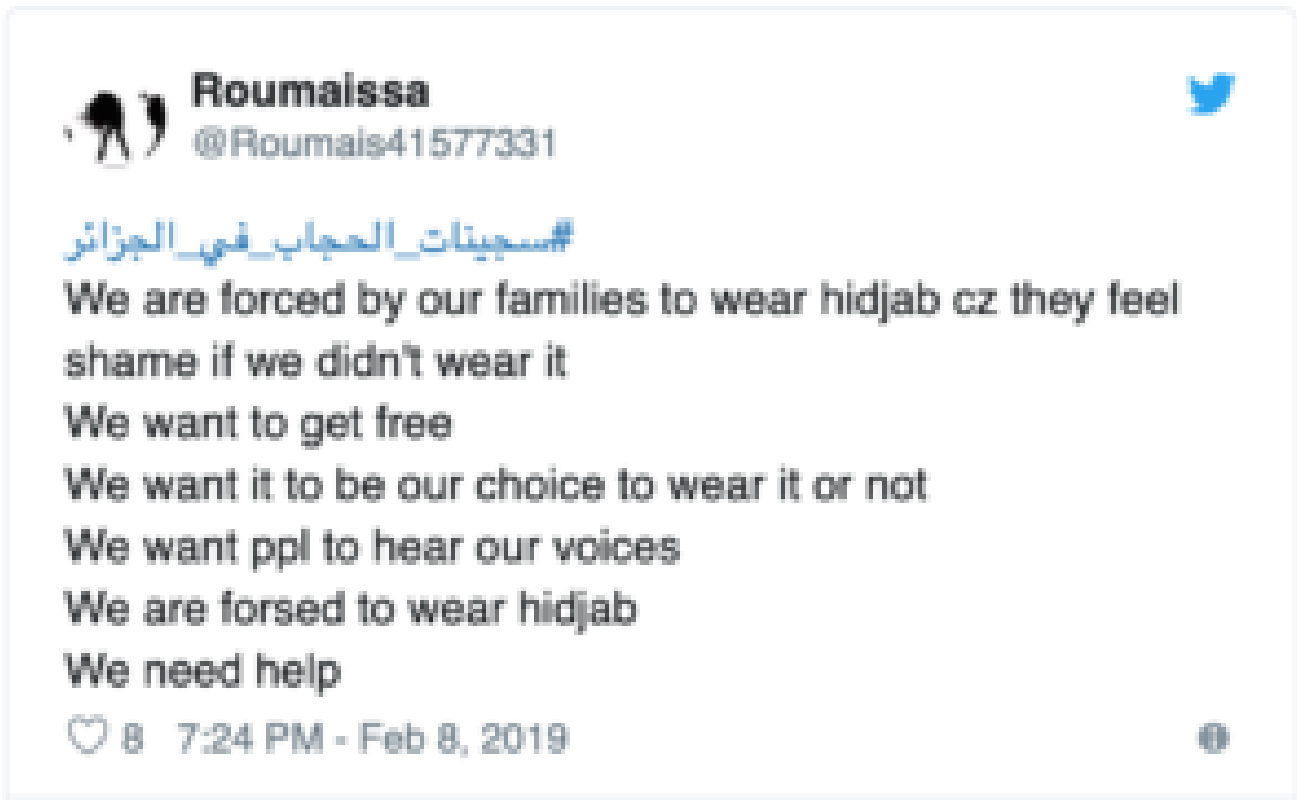 Roumaissa
@Roumais41577331
#سجينات_الحجاب_في_الجزائر
We are forced by our families to wear hidjab cz they feel
shame if we didn't wear it
We want to get free
We want it to be our choice to wear it or not
We want ppl to hear our voices
We are forsed to wear hidjab
We need help
8 7:24 PM - Feb 8, 2019